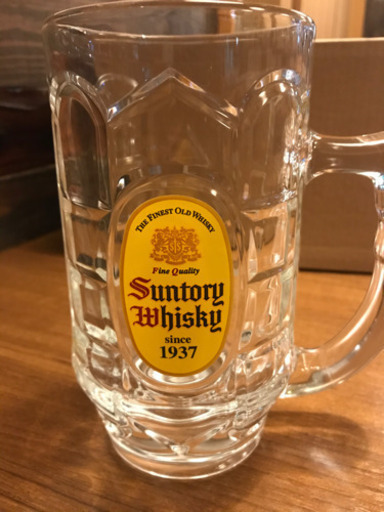 THE FINEST OLD WHISKY
Fine Quality
Suntory
Whisky
since
1937